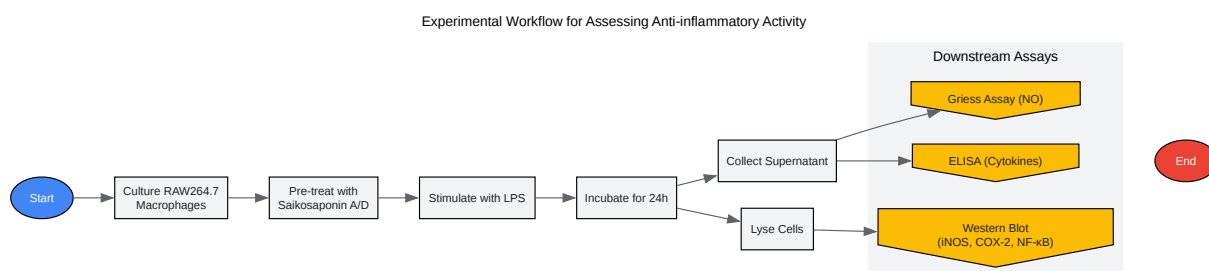 Experimental Workflow for Assessing Anti-inflammatory Activity
Start
Culture RAW264.7
Macrophages
Pre-treat with
Saikosaponin A/D
Stimulate with LPS
Incubate for 24h
Collect Supernatant
Lyse Cells
Downstream Assays
Griess Assay (NO)
ELISA (Cytokines)
Western Blot
(iNOS, COX-2, NF-κB)
End